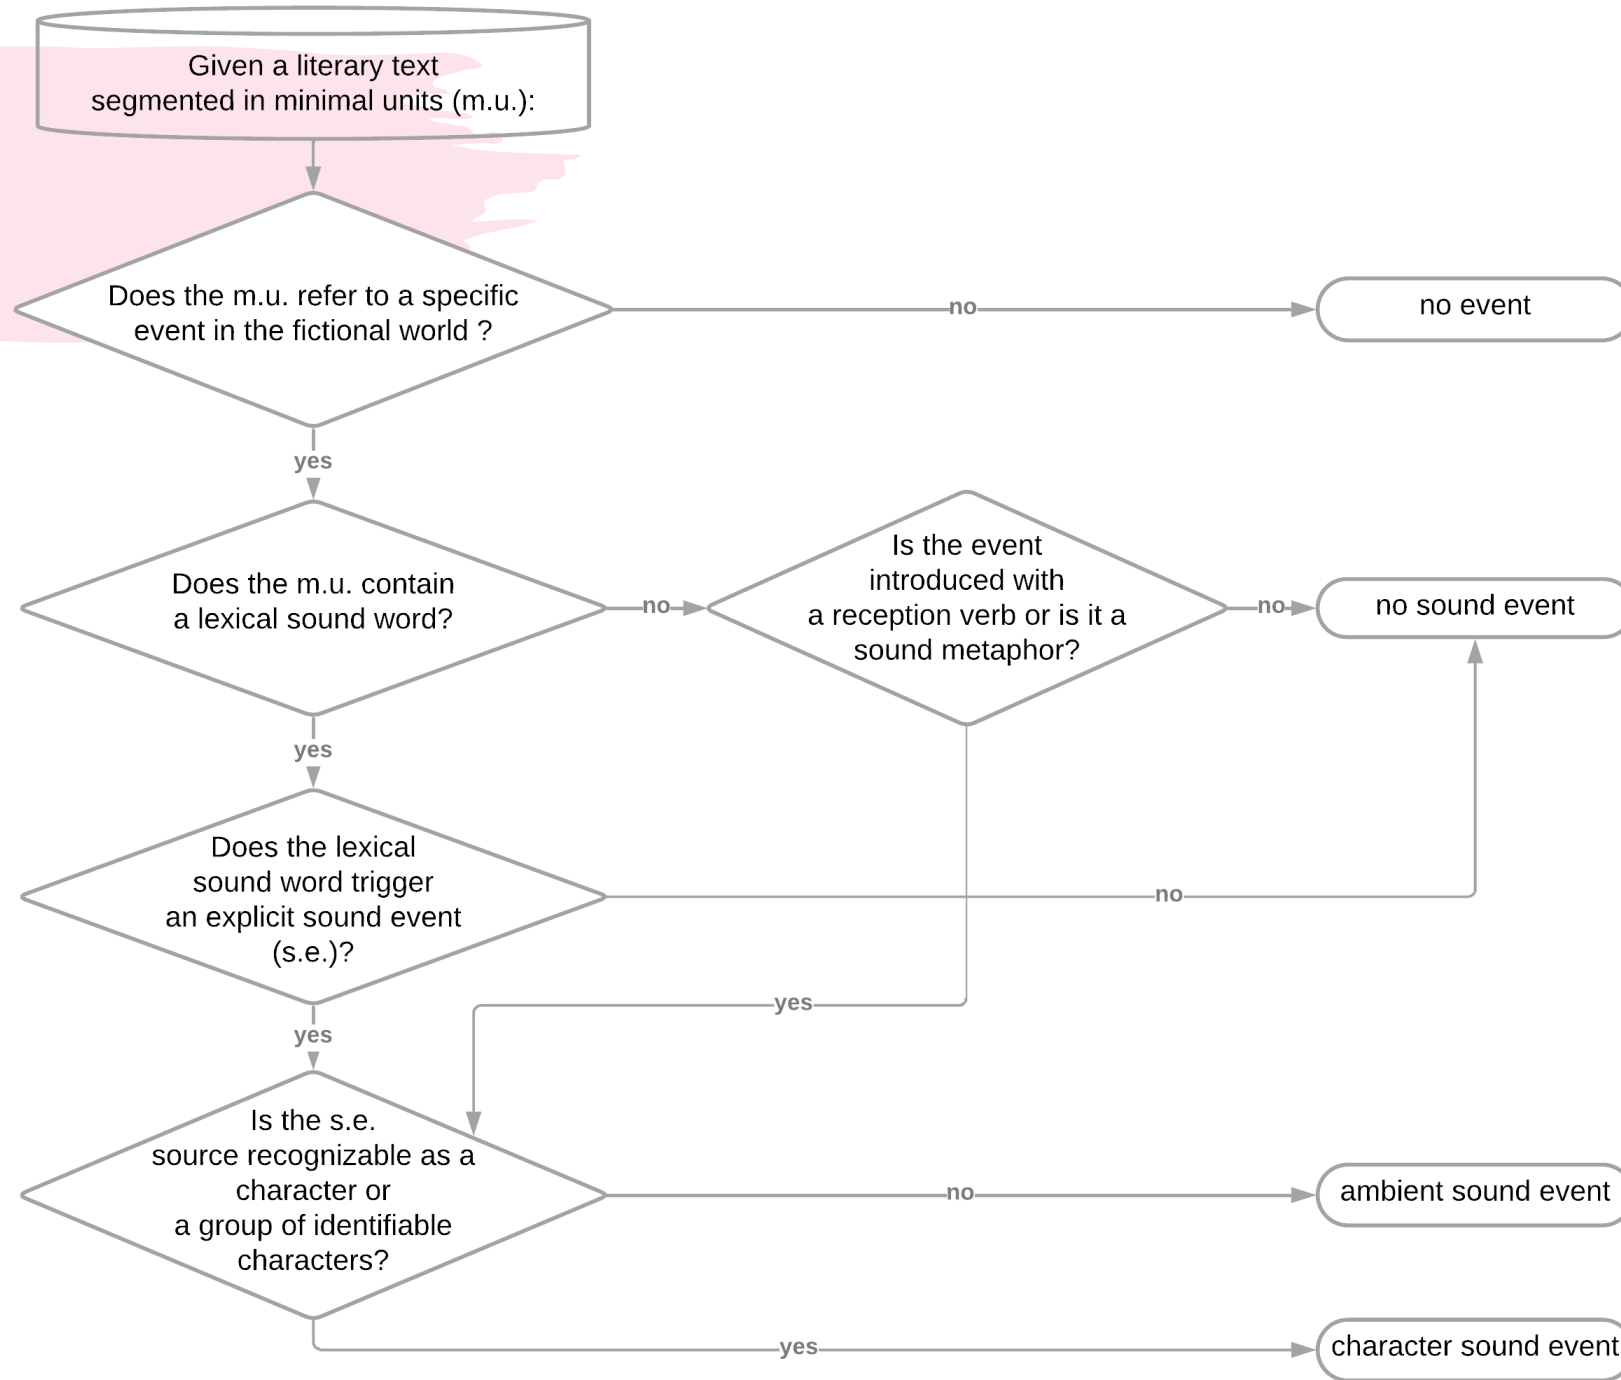 Given a literary text
segmented in minimal units (m.u.):
Does the m.u. refer to a specific
event in the fictional world ?
no
no event
yes
Does the m.u. contain
a lexical sound word?
no
Is the event
introduced with
a reception verb or is it a
sound metaphor?
no
no sound event
yes
Does the lexical
sound word trigger
an explicit sound event
(s.e.)?
no
yes
yes
Is the s.e.
source recognizable as a
character or
a group of identifiable
characters?
no
ambient sound event
yes
character sound event